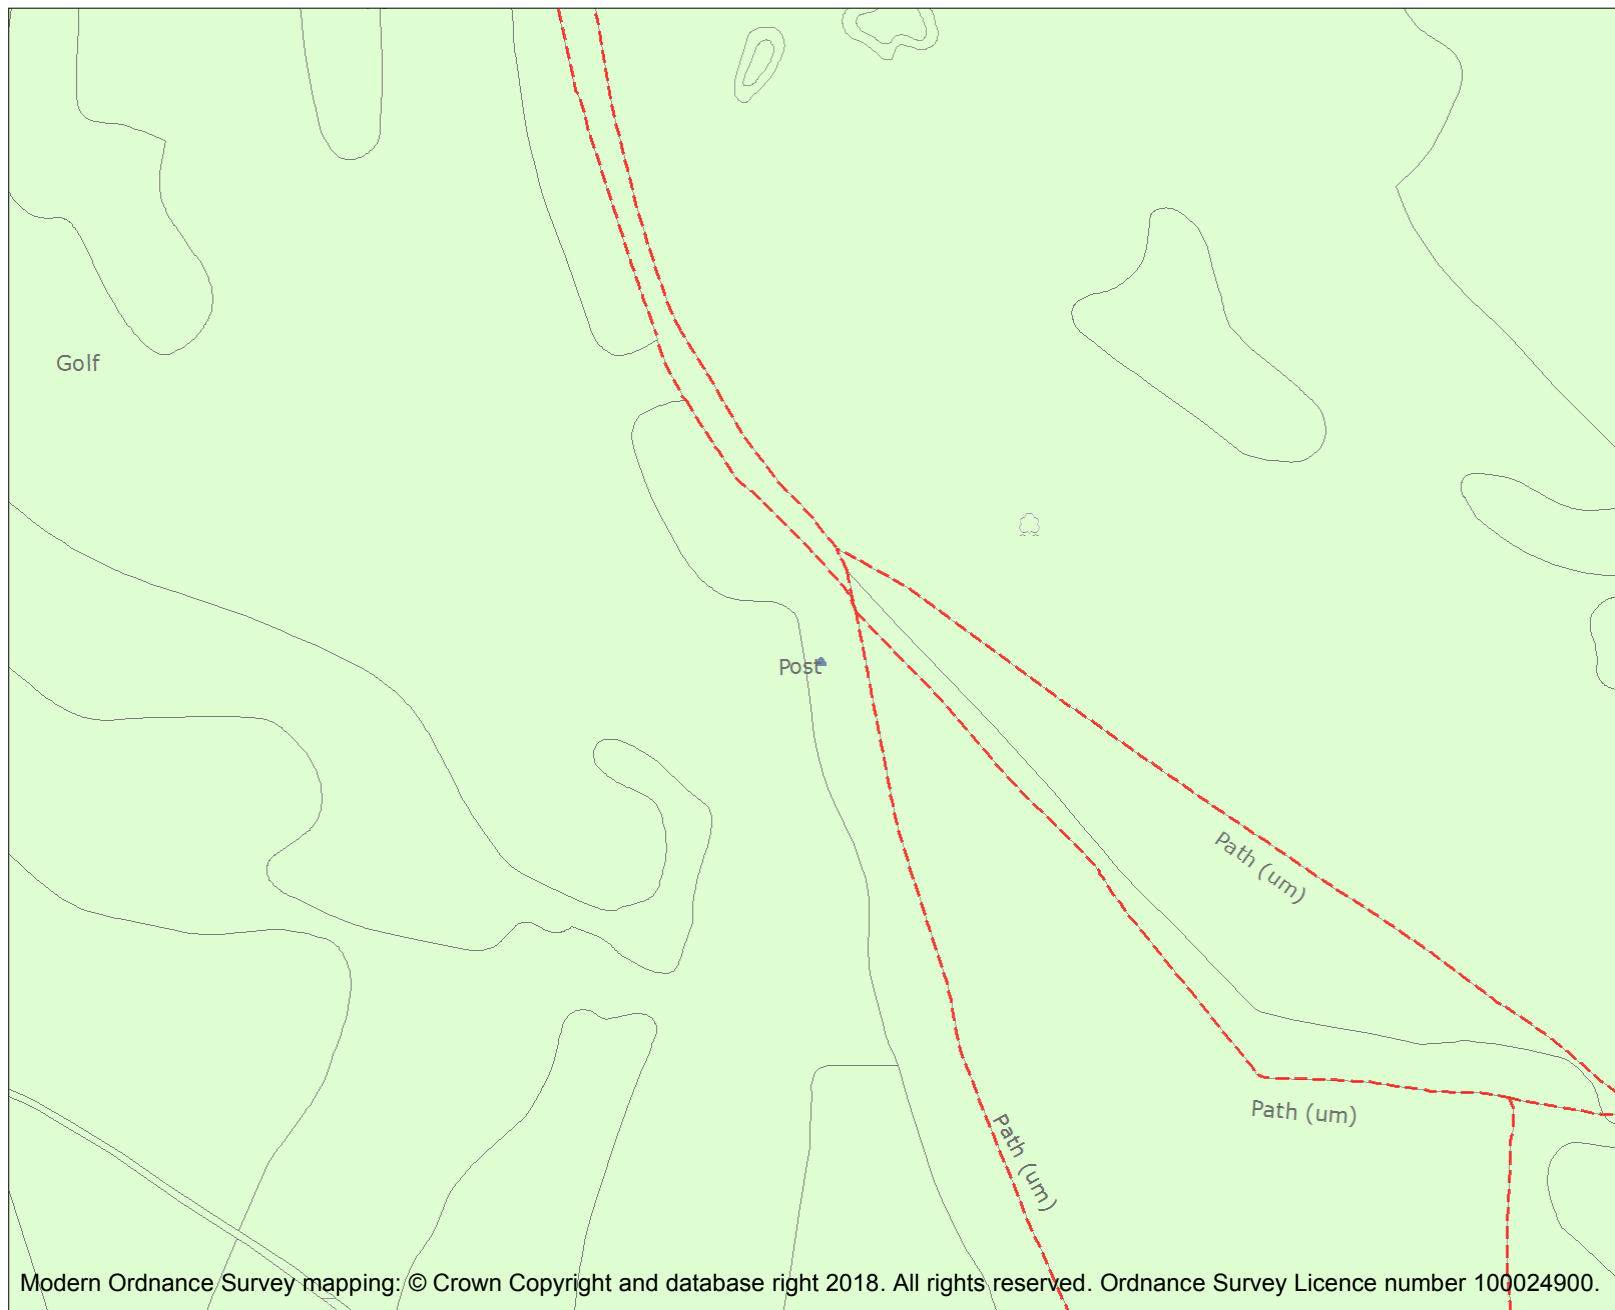 Golf
Post
Path (um)
Path (um)
Path (um)
Modern Ordnance Survey mapping: © Crown Copyright and database right 2018. All rights reserved. Ordnance Survey Licence number 100024900.